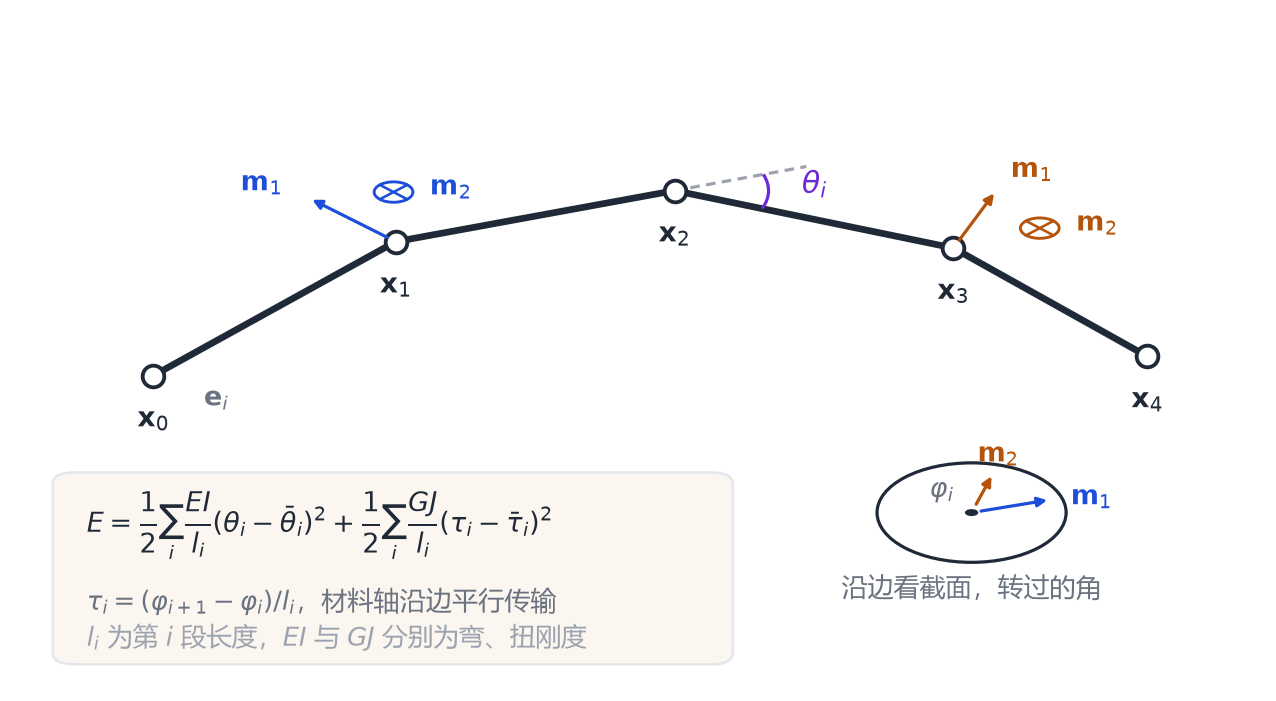 m₁
m₂
θᵢ
m₁
m₂
x₁
x₂
x₃
x₀
eᵢ
x₄
E = 1/2 ∑ᵢ EI/lᵢ (θᵢ − θ̄ᵢ)² + 1/2 ∑ᵢ GJ/lᵢ (τᵢ − τ̄ᵢ)²
τᵢ = (φᵢ₊₁ − φᵢ)/lᵢ，材料轴沿边平行传输
lᵢ 为第 i 段长度，EI 与 GJ 分别为弯、扭刚度
m₂
φᵢ
m₁
沿边看截面，转过的角